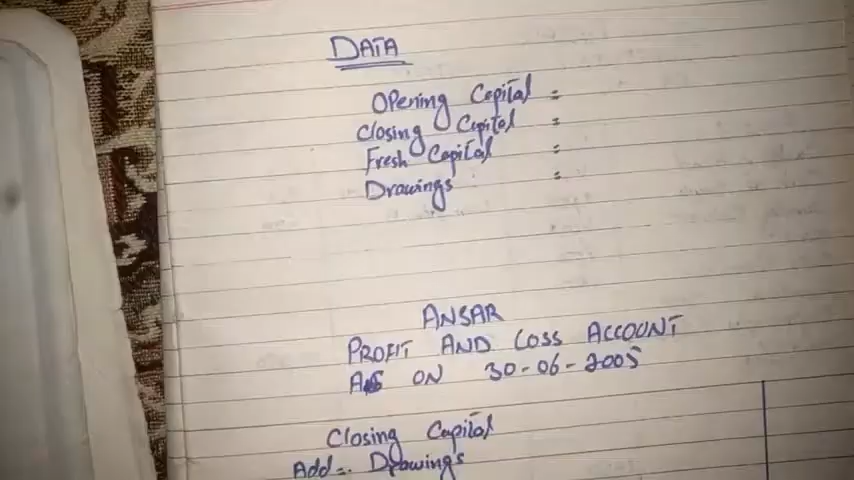 DATA
Opening Capital :
Closing Capital :
Fresh Capital :
Drawings :
ANSAR
PROFIT AND LOSS ACCOUNT
AS ON 30-06-2005
Closing Capital
Add:- Drawings